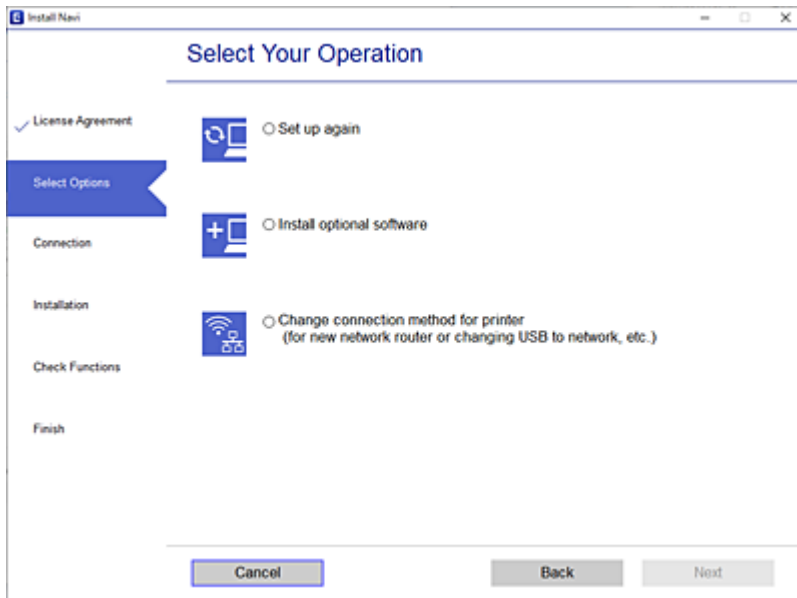 Install Navi
Select Your Operation
License Agreement
Select Options
Connection
Installation
Check Functions
Finish
Set up again
Install optional software
Change connection method for printer
(for new network router or changing USB to network, etc.)
Cancel
Back
Next